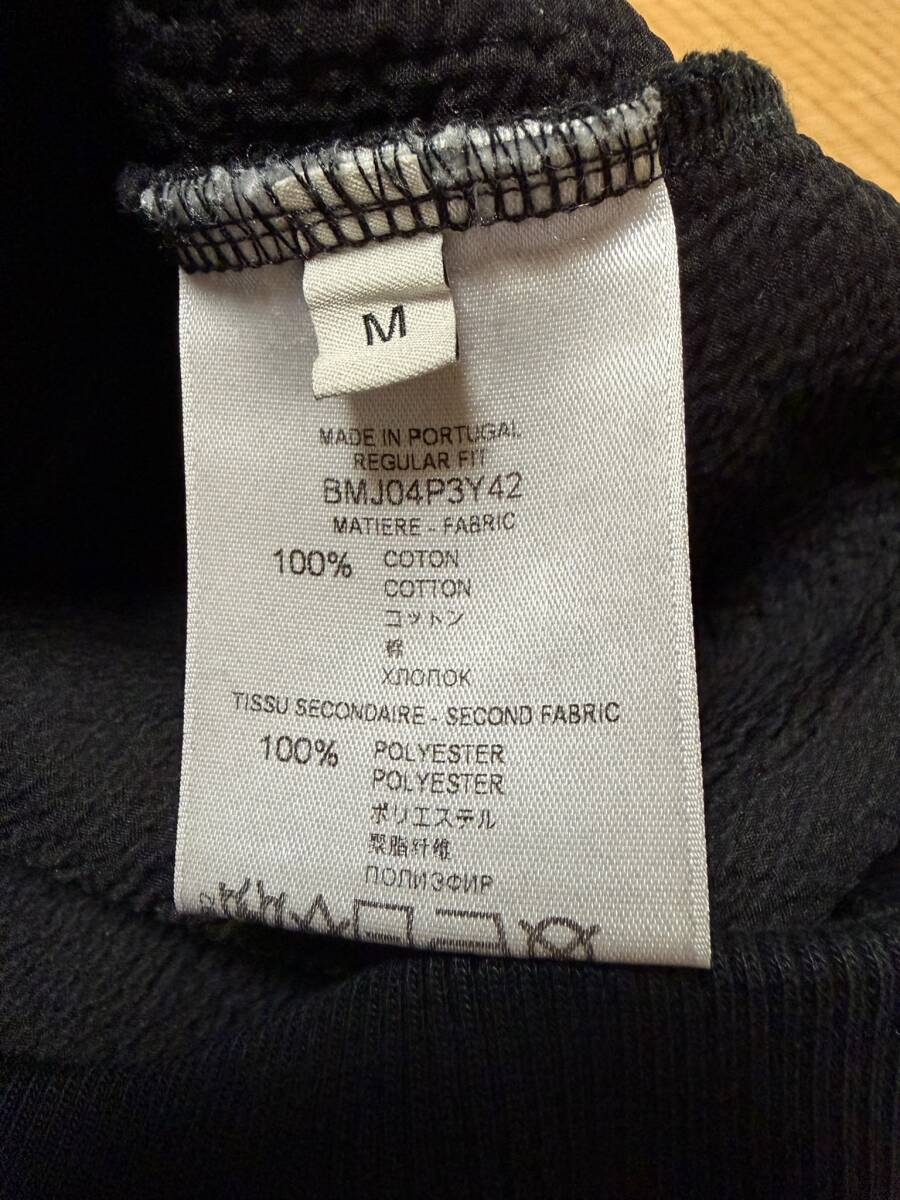 M
MADE IN PORTUGAL
REGULAR FIT
BMJ04P3Y42
MATIERE - FABRIC
100% COTON
COTTON
コットン
棉
ХЛОПОК
TISSU SECONDAIRE - SECOND FABRIC
100% POLYESTER
POLYESTER
ポリエステル
聚脂纤维
ПОЛИЭФИР